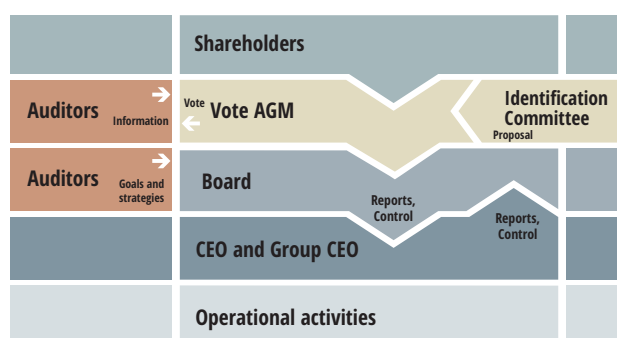 Shareholders
Auditors
Information
Vote
Vote AGM
Identification
Committee
Proposal
Auditors
Goals and
strategies
Board
Reports,
Control
Reports,
Control
CEO and Group CEO
Operational activities